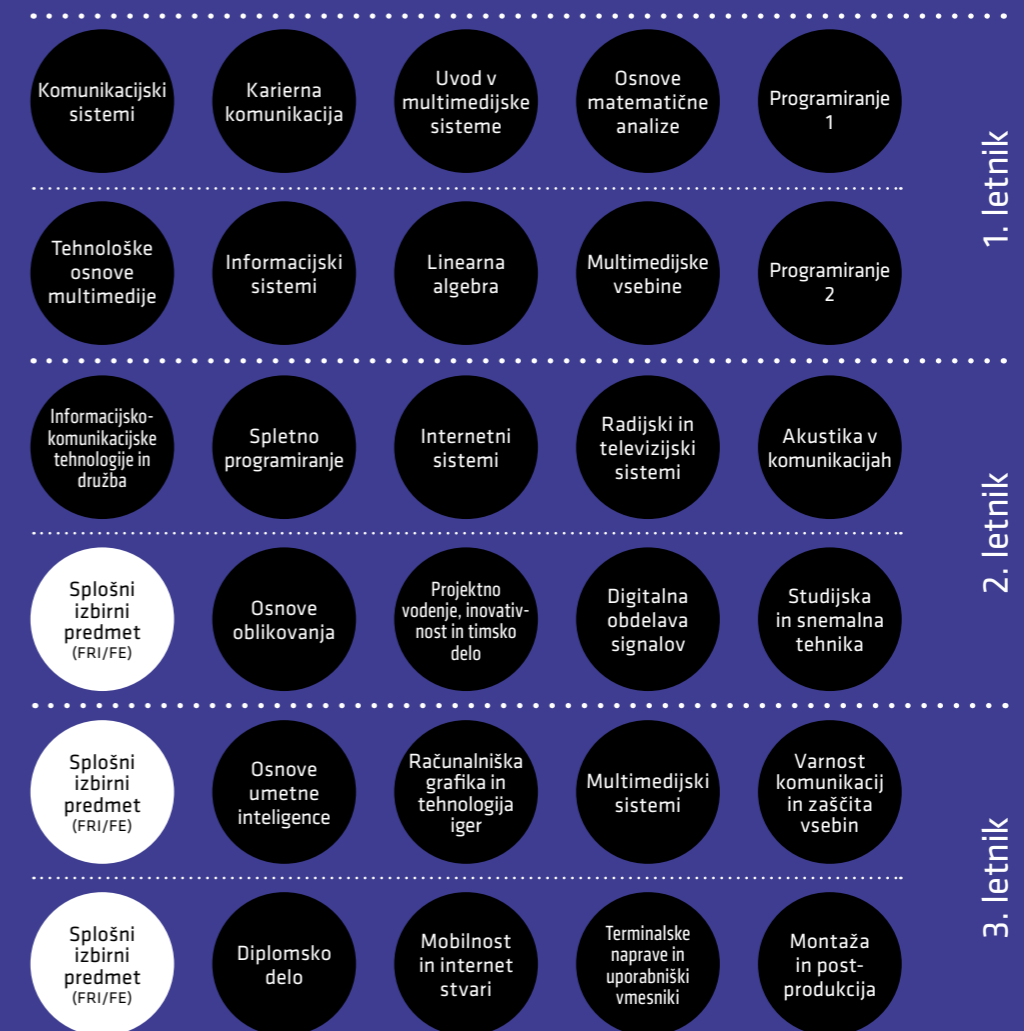 Komunikacijski
sistemi
Karierna
komunikacija
Uvod v
multimedijske
sisteme
Osnove
matematične
analize
Programiranje
1
Tehnološke
osnove
multimedije
Informacijski
sistemi
Linearna
algebra
Multimedijske
vsebine
Programiranje
2
1. letnik
Informacijsko-
komunikacijske
tehnologije in
družba
Spletno
programiranje
Internetni
sistemi
Radijski in
televizijski
sistemi
Akustika v
komunikacijah
Splošni
izbirni
predmet
(FRI/FE)
Osnove
oblikovanja
Projektno
vodenje, inovativ-
nost in timsko
delo
Digitalna
obdelava
signalov
Studijska
in snemalna
tehnika
2. letnik
Splošni
izbirni
predmet
(FRI/FE)
Osnove
umetne
inteligence
Računalniška
grafika in
tehnologija
iger
Multimedijski
sistemi
Varnost
komunikacij
in zaščita
vsebin
Splošni
izbirni
predmet
(FRI/FE)
Diplomsko
delo
Mobilnost
in internet
stvari
Terminalske
naprave in
uporabniški
vmesniki
Montaža
in post-
produkcija
3. letnik